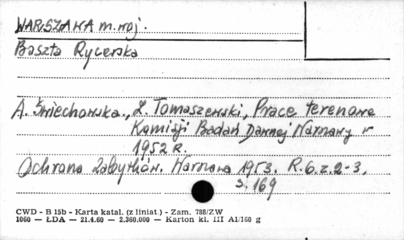 WARSZAWA m. woj.
Baszta Rycerska
A. Świechowska., Z. Tomaszewski, Prace terenowe
Komisji Badań Dawnej Warszawy w
1952 R.
Ochrona Zabytków. Warszawa 1953. R. 6. z. 2-3,
s. 169
CWD - B 15b - Karta katal. (z liniat) - Zam. 788/ZW
1060 — ŁDA — 21.4.60 — 2.360.000 — Karton kl. III A1/160 g